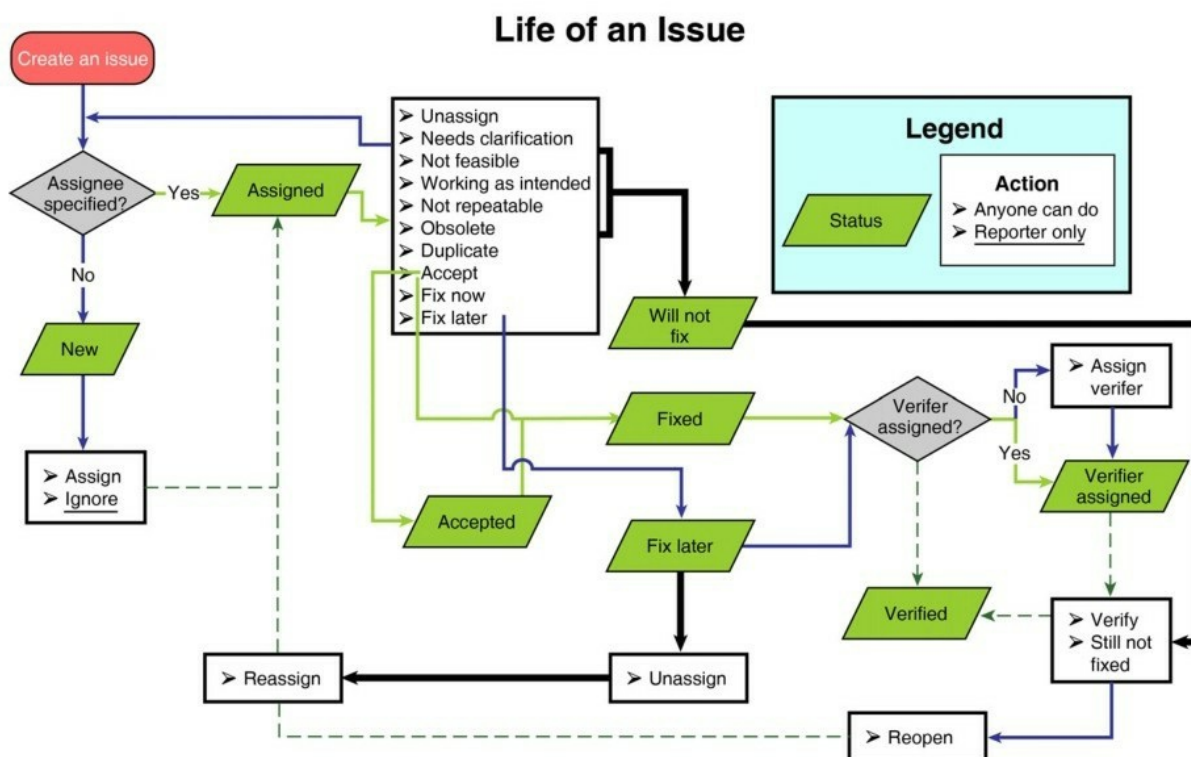 Life of an Issue
Create an issue
➢ Unassign
➢ Needs clarification
➢ Not feasible
➢ Working as intended
➢ Not repeatable
➢ Obsolete
➢ Duplicate
➢ Accept
➢ Fix now
➢ Fix later
Legend
Status
Action
➢ Anyone can do
➢ Reporter only
Assignee
specified?
Yes
Assigned
No
New
➢ Assign
➢ Ignore
Will not
fix
Fixed
Verifer
assigned?
No
Yes
➢ Assign
verifer
Verifier
assigned
Accepted
Fix later
Verified
➢ Verify
➢ Still not
fixed
➢ Reassign
➢ Unassign
➢ Reopen